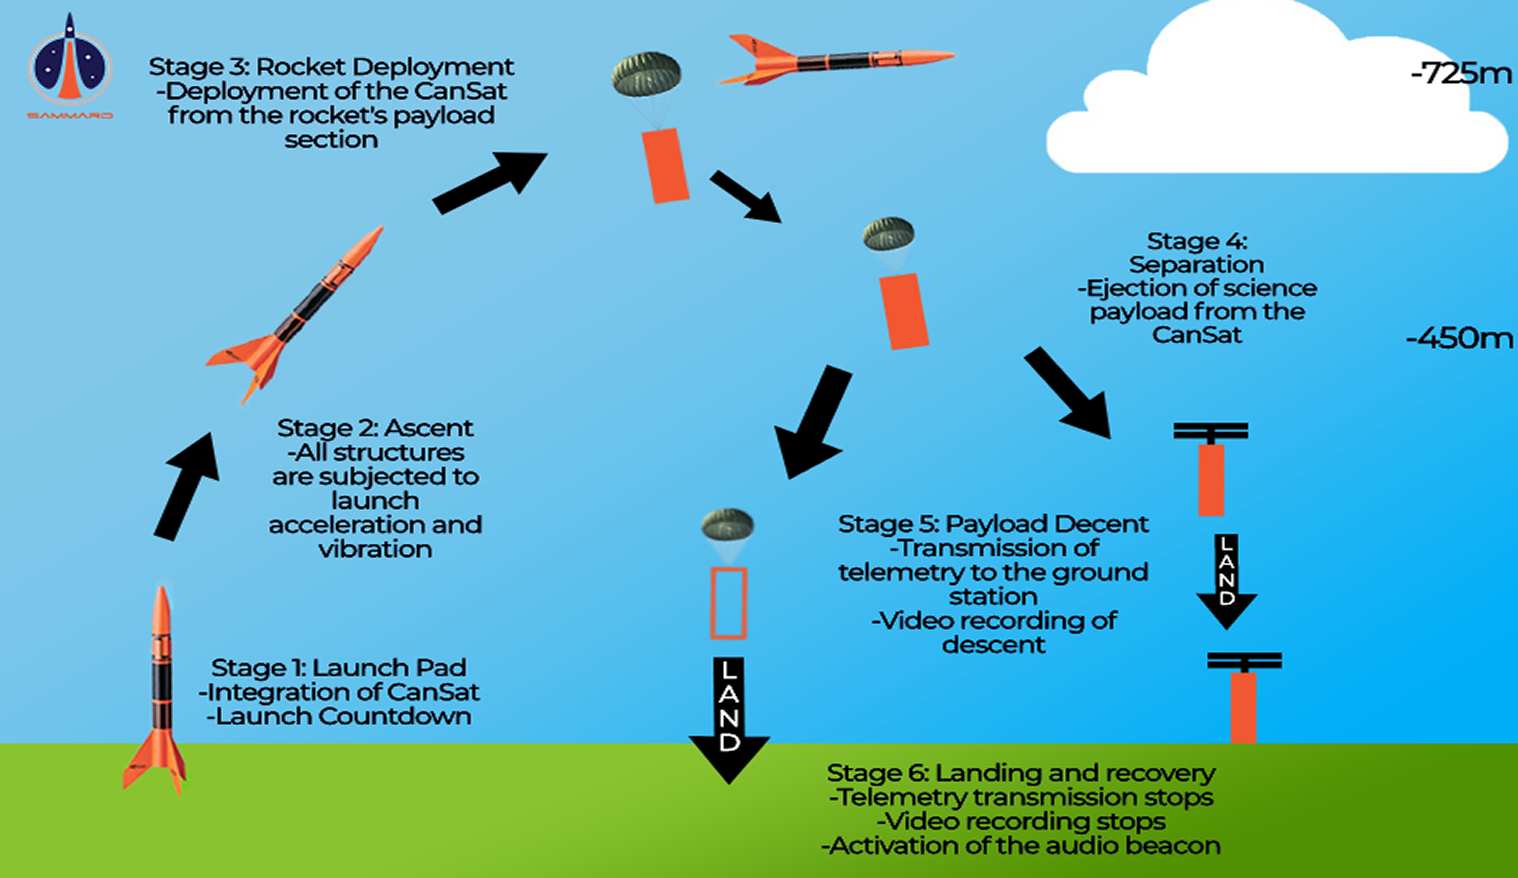 SAMMARD
Stage 3: Rocket Deployment
-Deployment of the CanSat
from the rocket's payload
section
-725m
Stage 4:
Separation
-Ejection of science
payload from the
CanSat
-450m
Stage 2: Ascent
-All structures
are subjected to
launch
acceleration and
vibration
Stage 5: Payload Decent
-Transmission of
telemetry to the ground
station
-Video recording of
descent
LAND
Stage 1: Launch Pad
-Integration of CanSat
-Launch Countdown
LAND
Stage 6: Landing and recovery
-Telemetry transmission stops
-Video recording stops
-Activation of the audio beacon